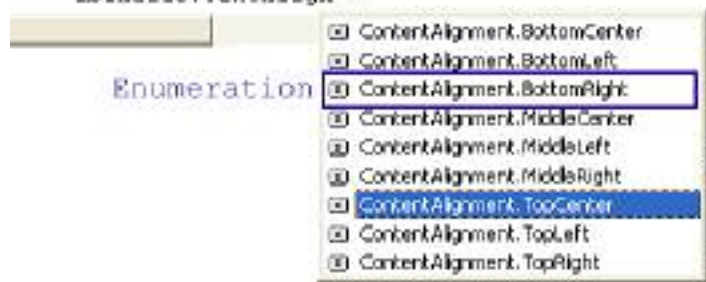 ContentAlignment.BottomCenter
ContentAlignment.BottomLeft
Enumeration
ContentAlignment.BottomRight
ContentAlignment.MiddleCenter
ContentAlignment.MiddleLeft
ContentAlignment.MiddleRight
ContentAlignment.TopCenter
ContentAlignment.TopLeft
ContentAlignment.TopRight